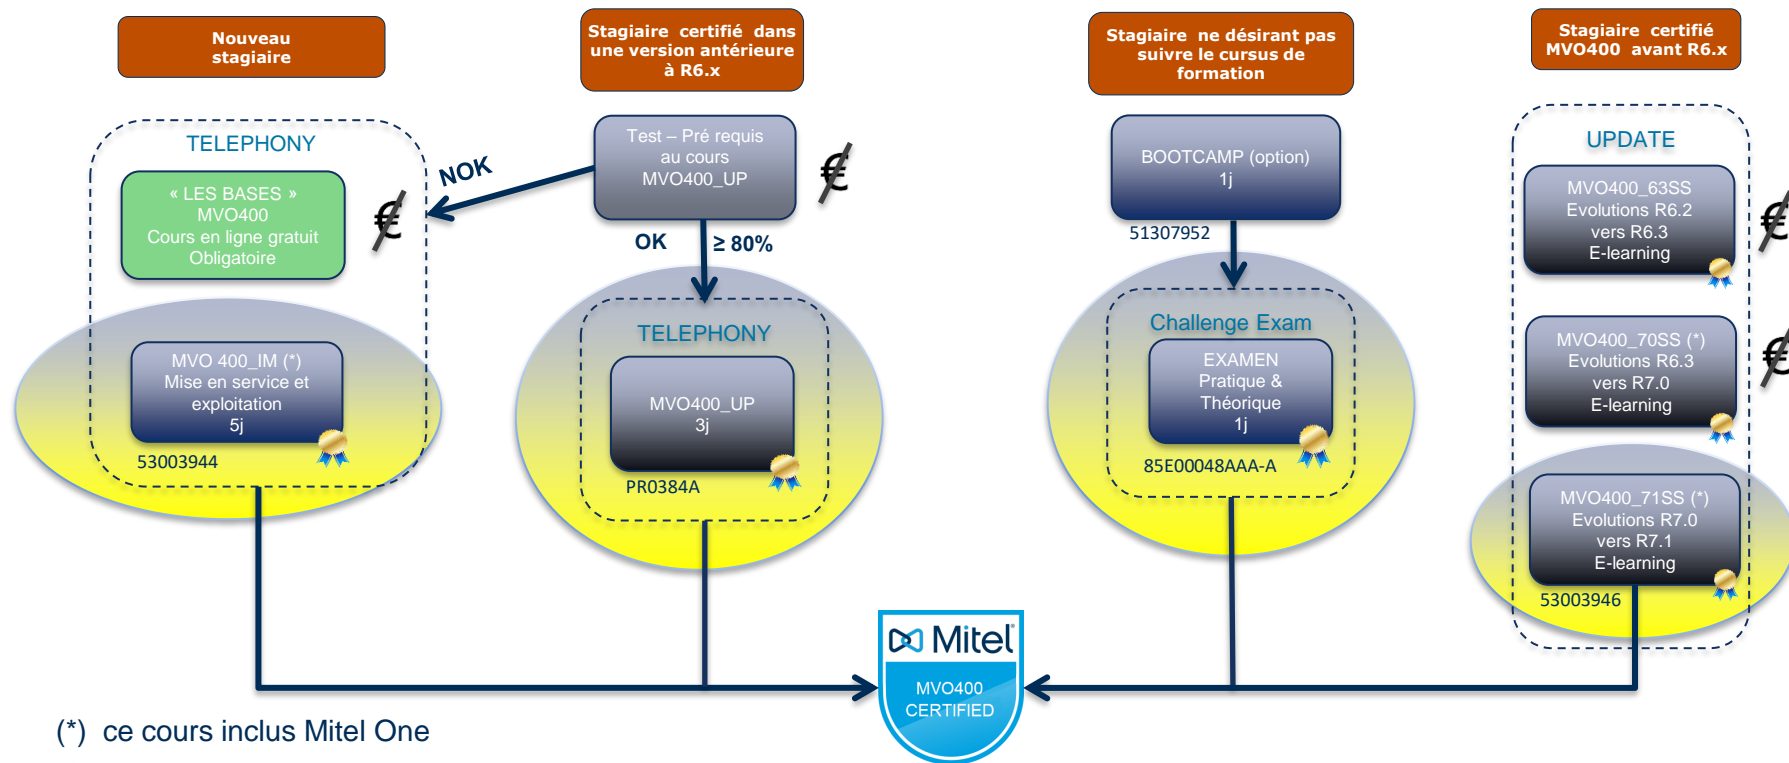 Nouveau
stagiaire
TELEPHONY
« LES BASES »
MVO400
Cours en ligne gratuit
Obligatoire
€
MVO 400_IM (*)
Mise en service et
exploitation
5j
53003944
Stagiaire certifié dans
une version antérieure
à R6.x
Test – Pré requis
au cours
MVO400_UP
€
NOK
OK
≥ 80%
TELEPHONY
MVO400_UP
3j
PR0384A
Stagiaire ne désirant pas
suivre le cursus de
formation
BOOTCAMP (option)
1j
51307952
Challenge Exam
EXAMEN
Pratique &
Théorique
1j
85E00048AAA-A
Stagiaire certifié
MVO400 avant R6.x
UPDATE
MVO400_63SS
Evolutions R6.2
vers R6.3
E-learning
€
MVO400_70SS (*)
Evolutions R6.3
vers R7.0
E-learning
€
MVO400_71SS (*)
Evolutions R7.0
vers R7.1
E-learning
53003946
Mitel
MVO400
CERTIFIED
(*) ce cours inclus Mitel One